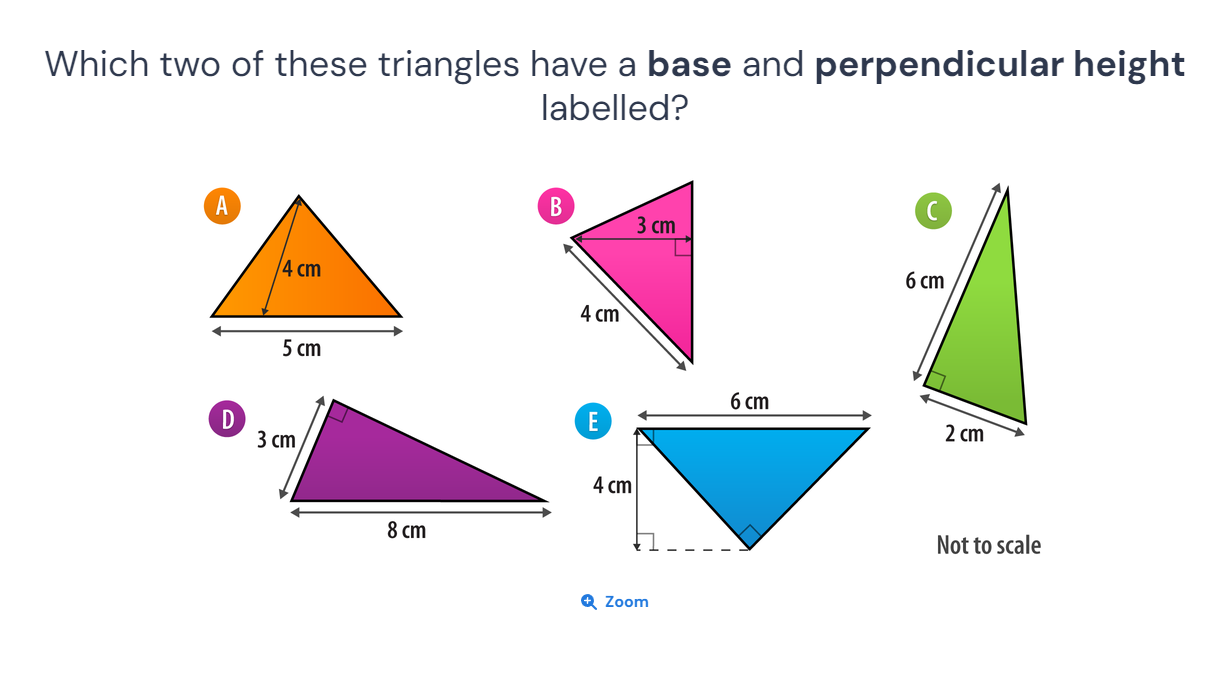 Which two of these triangles have a base and perpendicular height
labelled?
A
4 cm
5 cm
B
3 cm
4 cm
C
6 cm
2 cm
D
3 cm
8 cm
E
6 cm
4 cm
Not to scale
Zoom